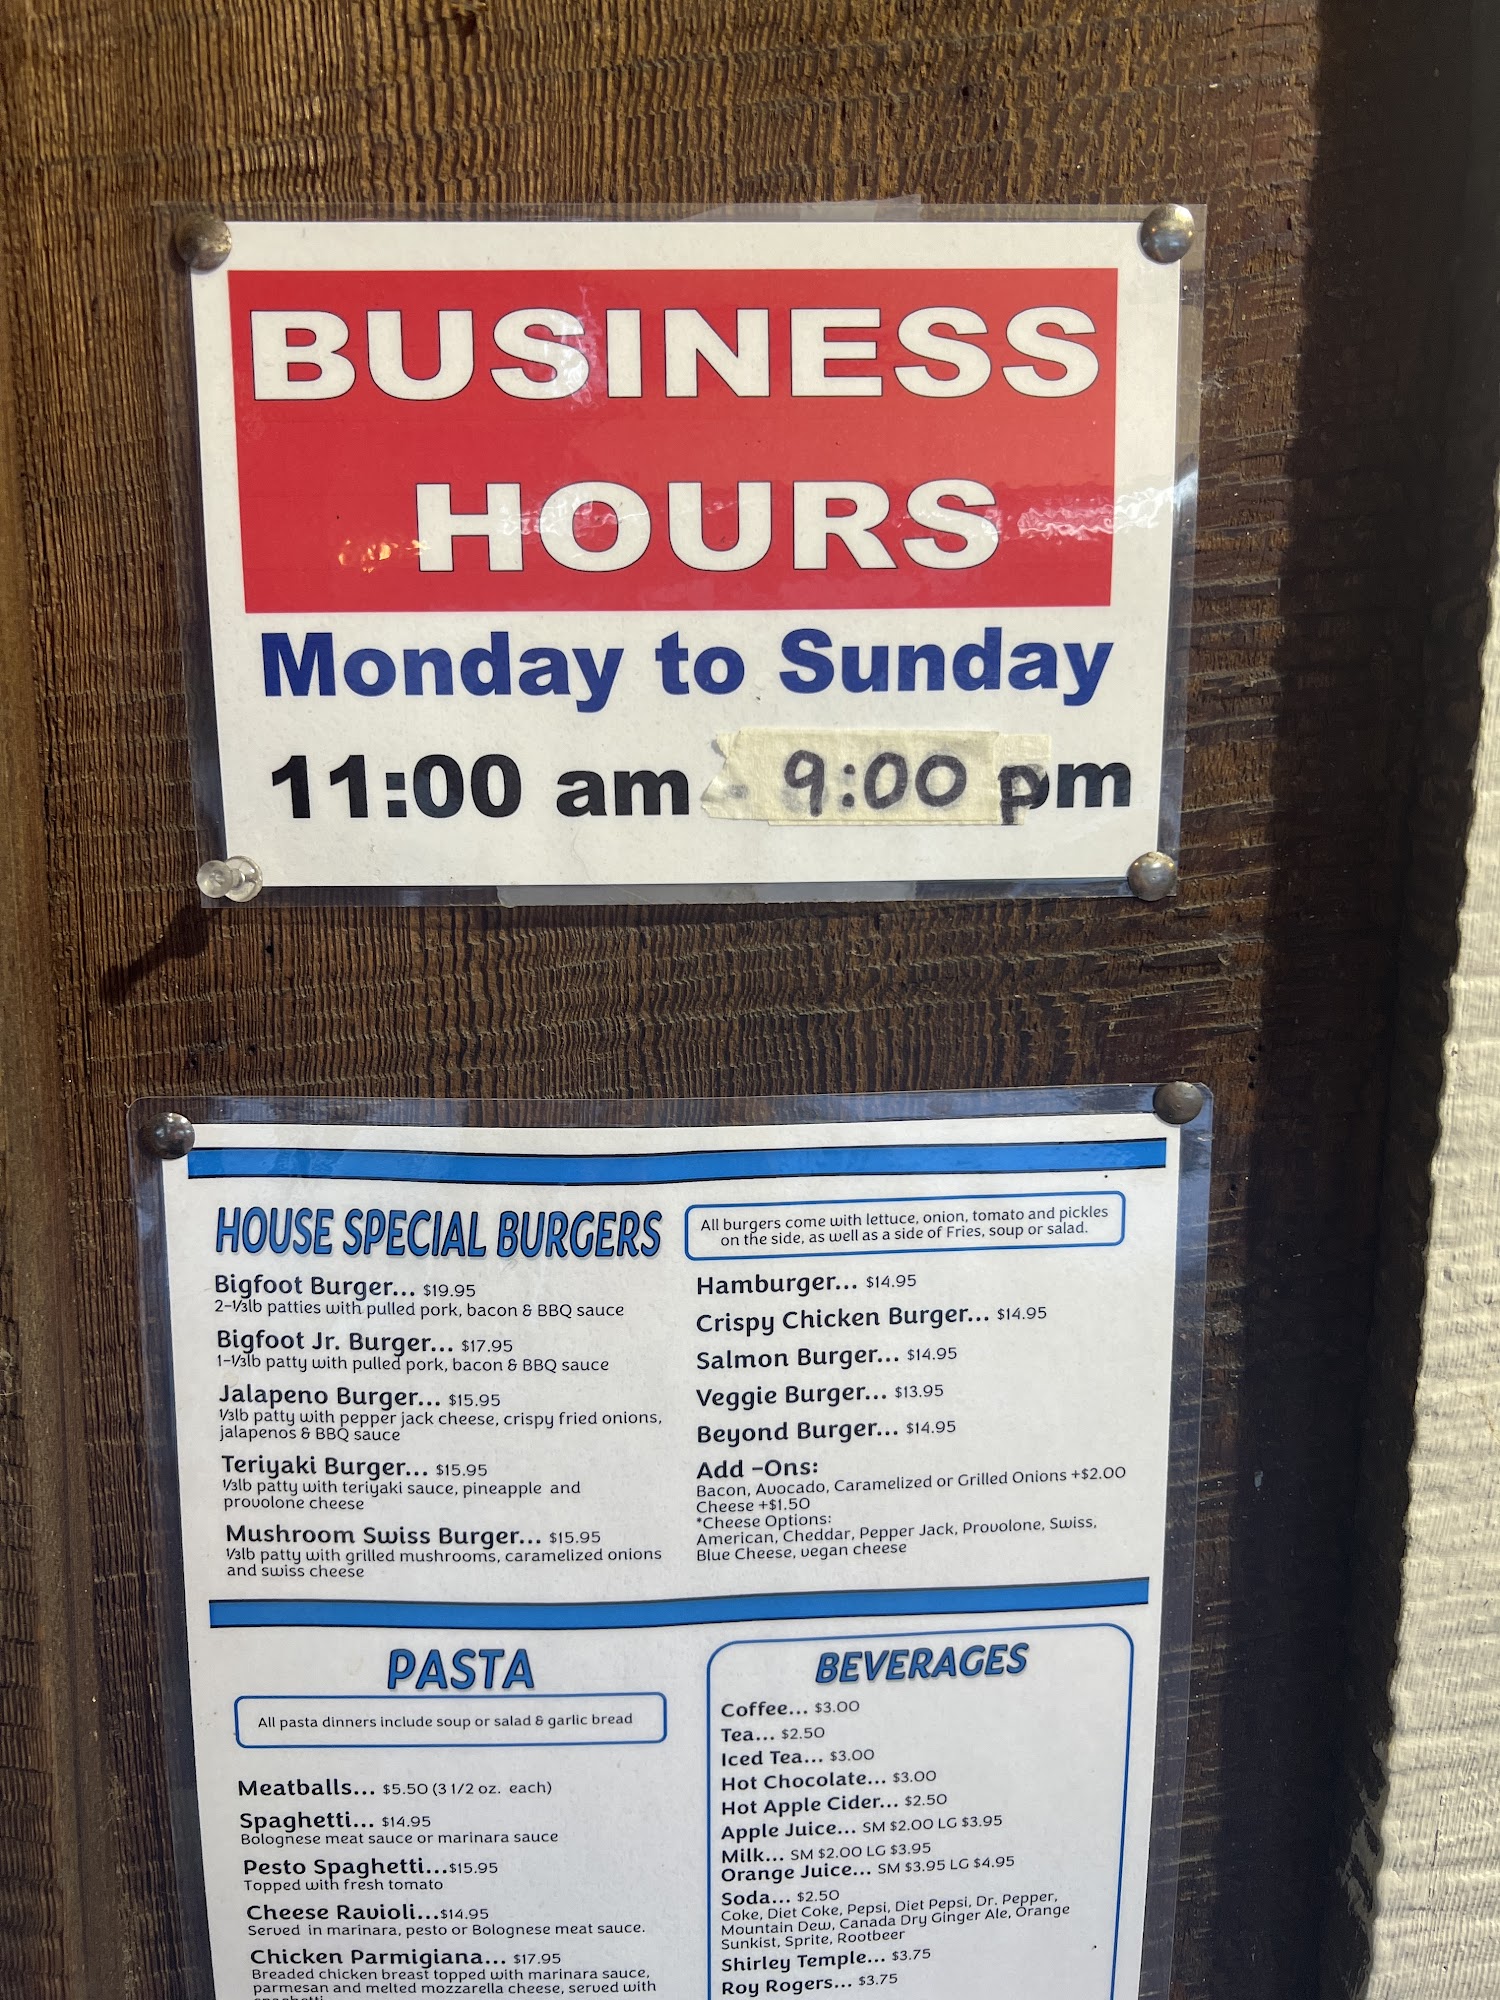 BUSINESS
HOURS
Monday to Sunday
11:00 am - 9:00 pm
HOUSE SPECIAL BURGERS
Bigfoot Burger... $19.95
2-⅓lb patties with pulled pork, bacon & BBQ sauce
Bigfoot Jr. Burger... $17.95
1-⅓lb patty with pulled pork, bacon & BBQ sauce
Jalapeno Burger... $15.95
⅓lb patty with pepper jack cheese, crispy fried onions,
jalapenos & BBQ sauce
Teriyaki Burger... $15.95
⅓lb patty with teriyaki sauce, pineapple and
provolone cheese
Mushroom Swiss Burger... $15.95
⅓lb patty with grilled mushrooms, caramelized onions
and swiss cheese
All burgers come with lettuce, onion, tomato and pickles
on the side, as well as a side of Fries, soup or salad.
Hamburger... $14.95
Crispy Chicken Burger... $14.95
Salmon Burger... $14.95
Veggie Burger... $13.95
Beyond Burger... $14.95
Add -Ons:
Bacon, Avocado, Caramelized or Grilled Onions +$2.00
Cheese +$1.50
*Cheese Options:
American, Cheddar, Pepper Jack, Provolone, Swiss,
Blue Cheese, vegan cheese
PASTA
All pasta dinners include soup or salad & garlic bread
Meatballs... $5.50 (3 1/2 oz. each)
Spaghetti... $14.95
Bolognese meat sauce or marinara sauce
Pesto Spaghetti...$15.95
Topped with fresh tomato
Cheese Ravioli...$14.95
Served in marinara, pesto or Bolognese meat sauce.
Chicken Parmigiana... $17.95
Breaded chicken breast topped with marinara sauce,
parmesan and melted mozzarella cheese, served with
BEVERAGES
Coffee... $3.00
Tea... $2.50
Iced Tea... $3.00
Hot Chocolate... $3.00
Hot Apple Cider... $2.50
Apple Juice... SM $2.00 LG $3.95
Milk... SM $2.00 LG $3.95
Orange Juice... SM $3.95 LG $4.95
Soda... $2.50
Coke, Diet Coke, Pepsi, Diet Pepsi, Dr. Pepper,
Mountain Dew, Canada Dry Ginger Ale, Orange
Sunkist, Sprite, Rootbeer
Shirley Temple... $3.75
Roy Rogers... $3.75